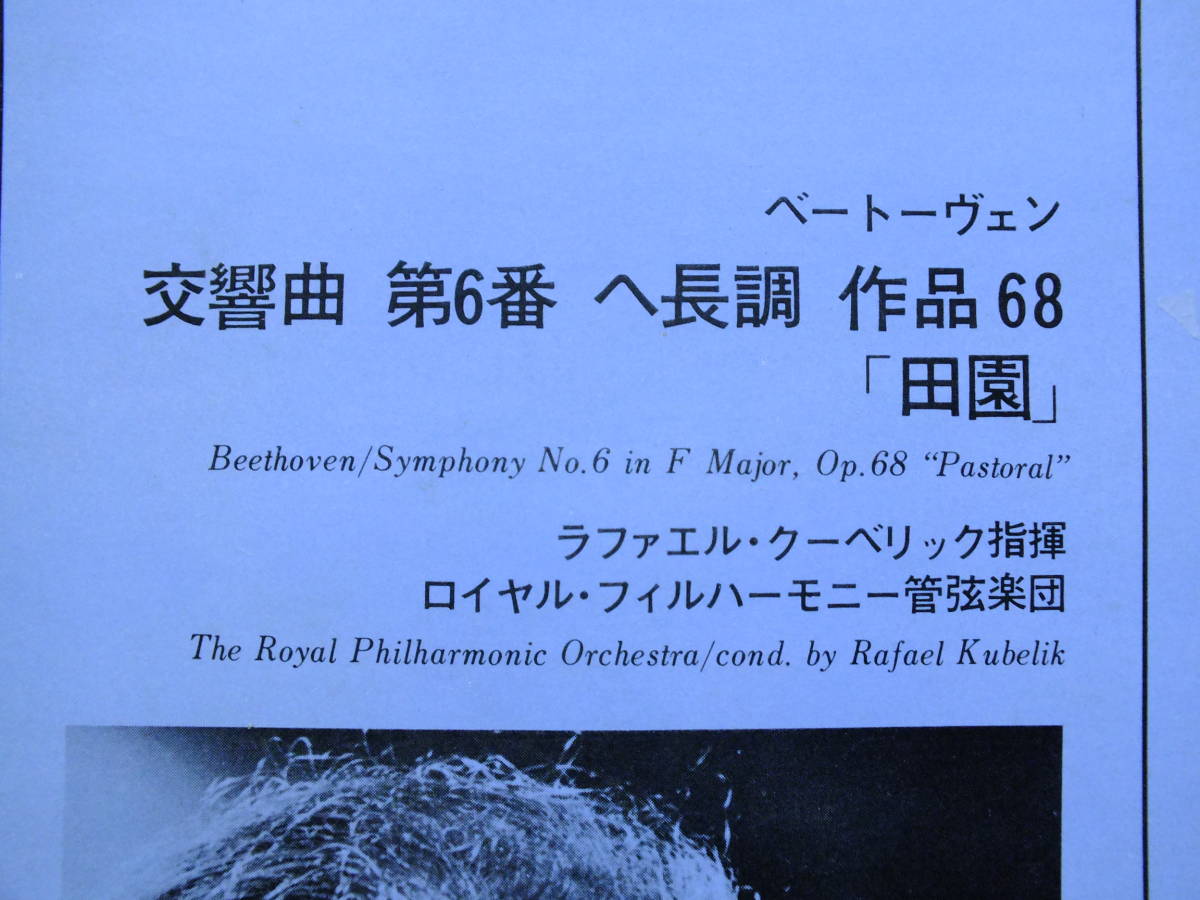 ベートーヴェン
交響曲 第6番 ヘ長調 作品68
「田園」
Beethoven/Symphony No.6 in F Major, Op.68 “Pastoral”
ラファエル・クーベリック指揮
ロイヤル・フィルハーモニー管弦楽団
The Royal Philharmonic Orchestra/cond. by Rafael Kubelik